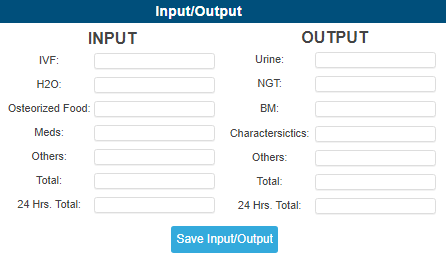 Input/Output
INPUT
IVF:
H2O:
Osteorized Food:
Meds:
Others:
Total:
24 Hrs. Total:
OUTPUT
Urine:
NGT:
BM:
Charactersictics:
Others:
Total:
24 Hrs. Total:
Save Input/Output